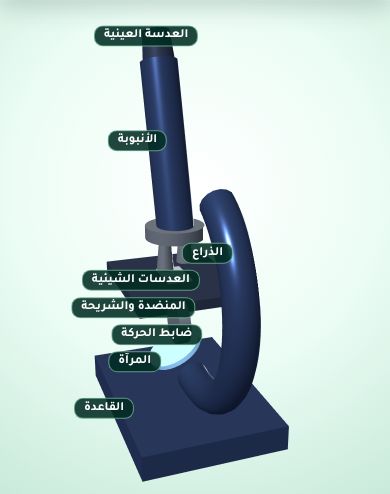 العدسة العينية
الأنبوبة
الذراع
العدسات الشيئية
المنضدة والشريحة
ضابط الحركة
المرآة
القاعدة